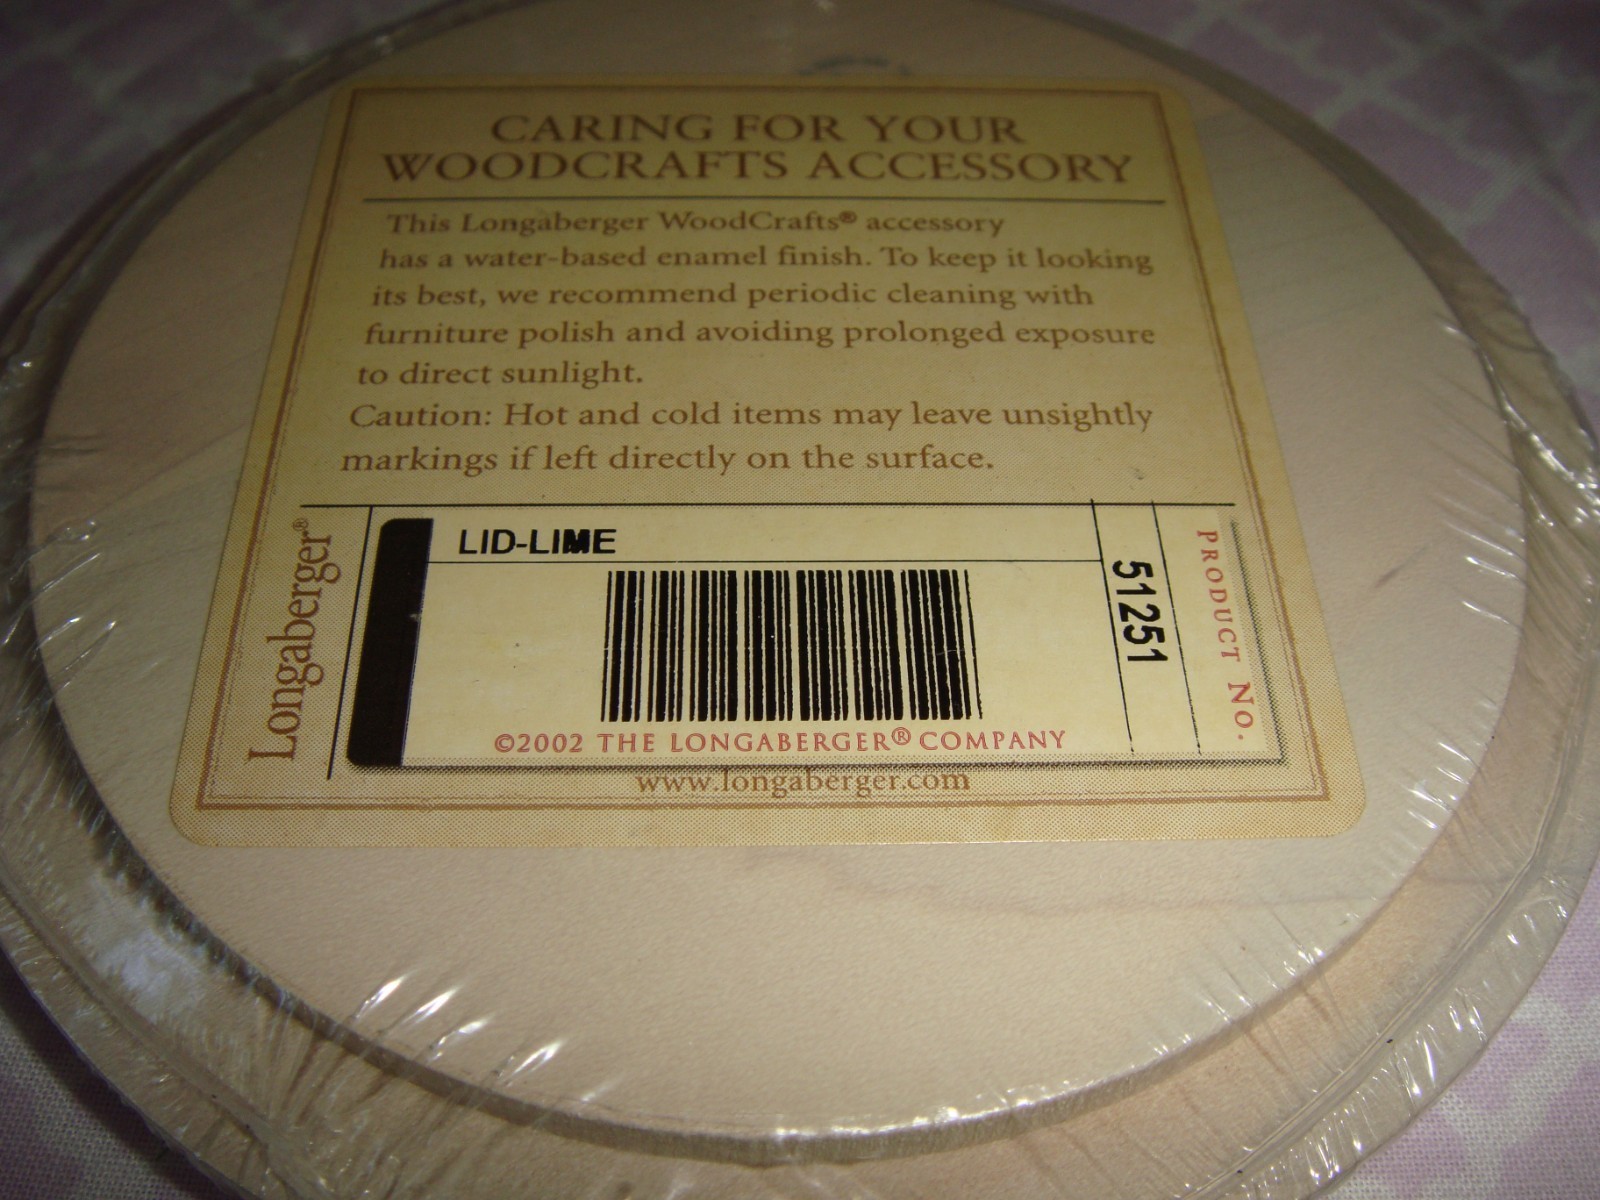 CARING FOR YOUR
WOODCRAFTS ACCESSORY
This Longaberger WoodCrafts® accessory
has a water-based enamel finish. To keep it looking
its best, we recommend periodic cleaning with
furniture polish and avoiding prolonged exposure
to direct sunlight.
Caution: Hot and cold items may leave unsightly
markings if left directly on the surface.
Longaberger®
LID-LIME
51251
PRODUCT NO.
©2002 THE LONGABERGER® COMPANY
www.longaberger.com